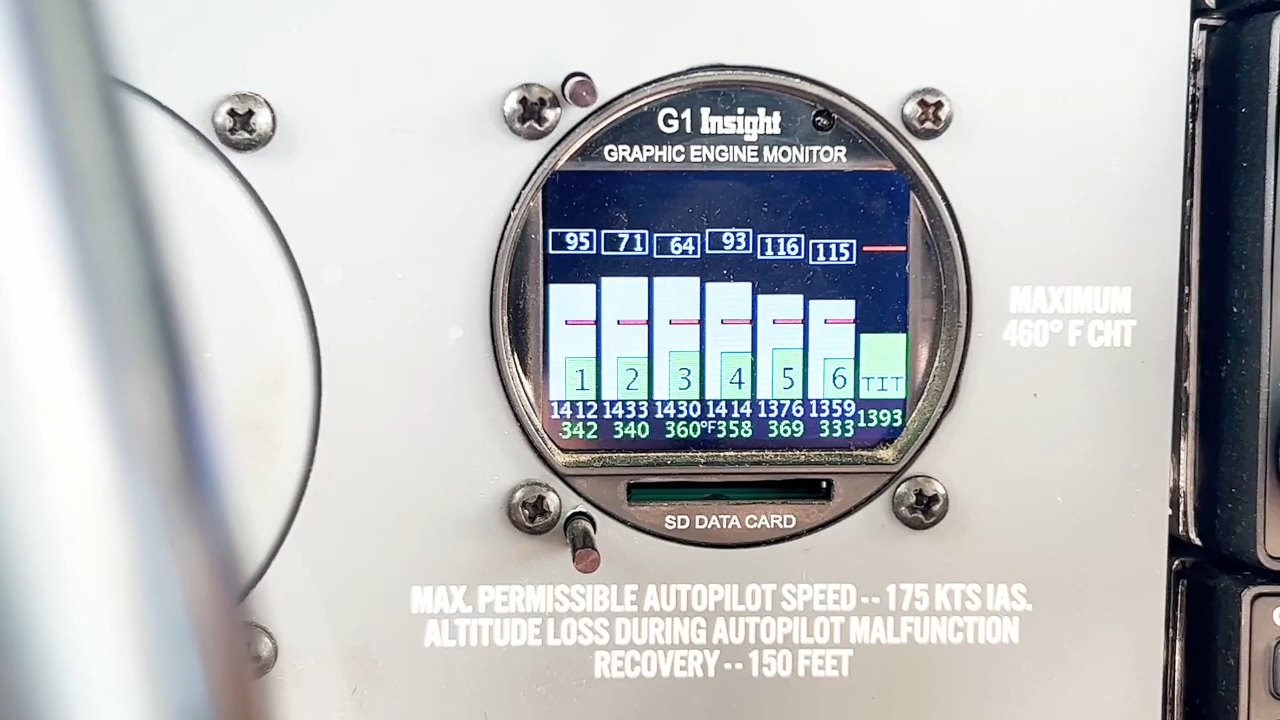 G1 Insight
GRAPHIC ENGINE MONITOR
95 71 64 93 116 115
1 2 3 4 5 6 TIT
1412 1433 1430 1414 1376 1359 1393
342 340 360°F 358 369 333
SD DATA CARD
MAXIMUM
460° F CHT
MAX. PERMISSIBLE AUTOPILOT SPEED -- 175 KTS IAS.
ALTITUDE LOSS DURING AUTOPILOT MALFUNCTION
RECOVERY -- 150 FEET